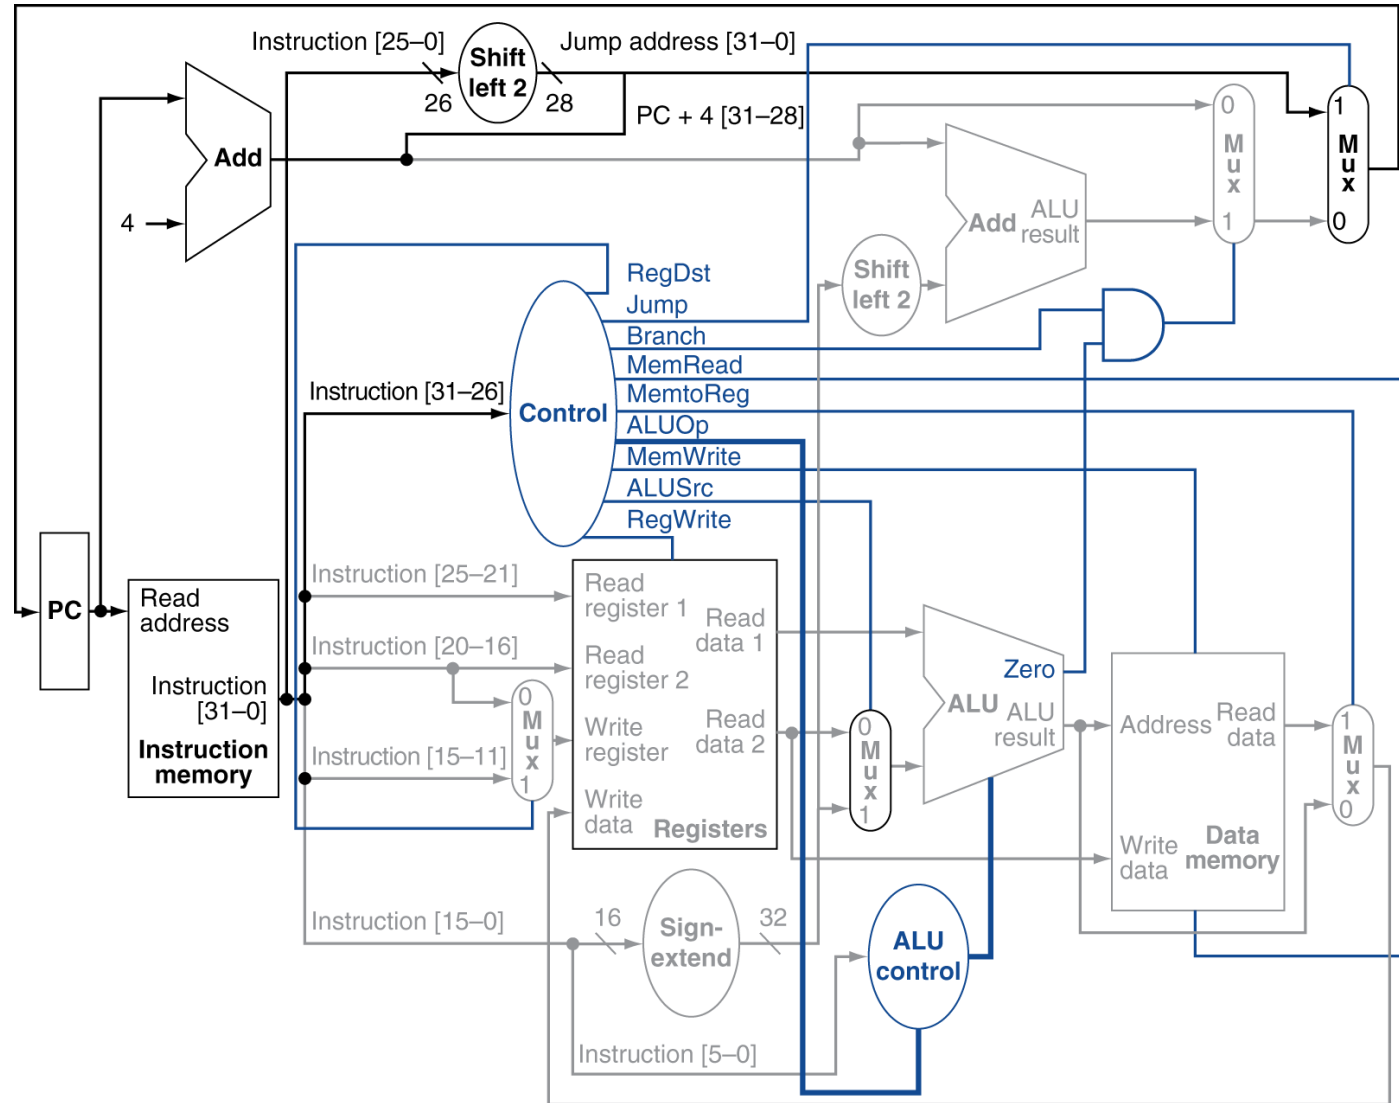 Instruction [25–0]
Shift
left 2
Jump address [31–0]
26
28
PC + 4 [31–28]
Add
4
0
M
u
x
1
1
M
u
x
0
Add
ALU
result
Shift
left 2
RegDst
Jump
Branch
MemRead
MemtoReg
ALUOp
MemWrite
ALUSrc
RegWrite
Instruction [31–26]
Control
PC
Read
address
Instruction
[31–0]
Instruction
memory
Instruction [25–21]
Instruction [20–16]
Instruction [15–11]
0
M
u
x
1
Read
register 1
Read
register 2
Write
register
Write
data
Read
data 1
Read
data 2
Registers
0
M
u
x
1
Zero
ALU
ALU
result
Address
Read
data
Write
data
Data
memory
1
M
u
x
0
Instruction [15–0]
16
Sign-
extend
32
ALU
control
Instruction [5–0]